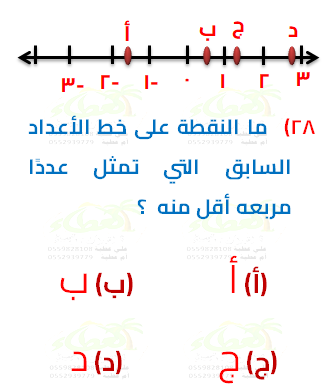 أ ب ج د
٣- ٢- ١- ٠ ١ ٢ ٣
٢٨) ما النقطة على خط الأعداد
السابق التي تمثل عددًا
مربعه أقل منه ؟
(أ) أ (ب) ب
(ج) ج (د) د